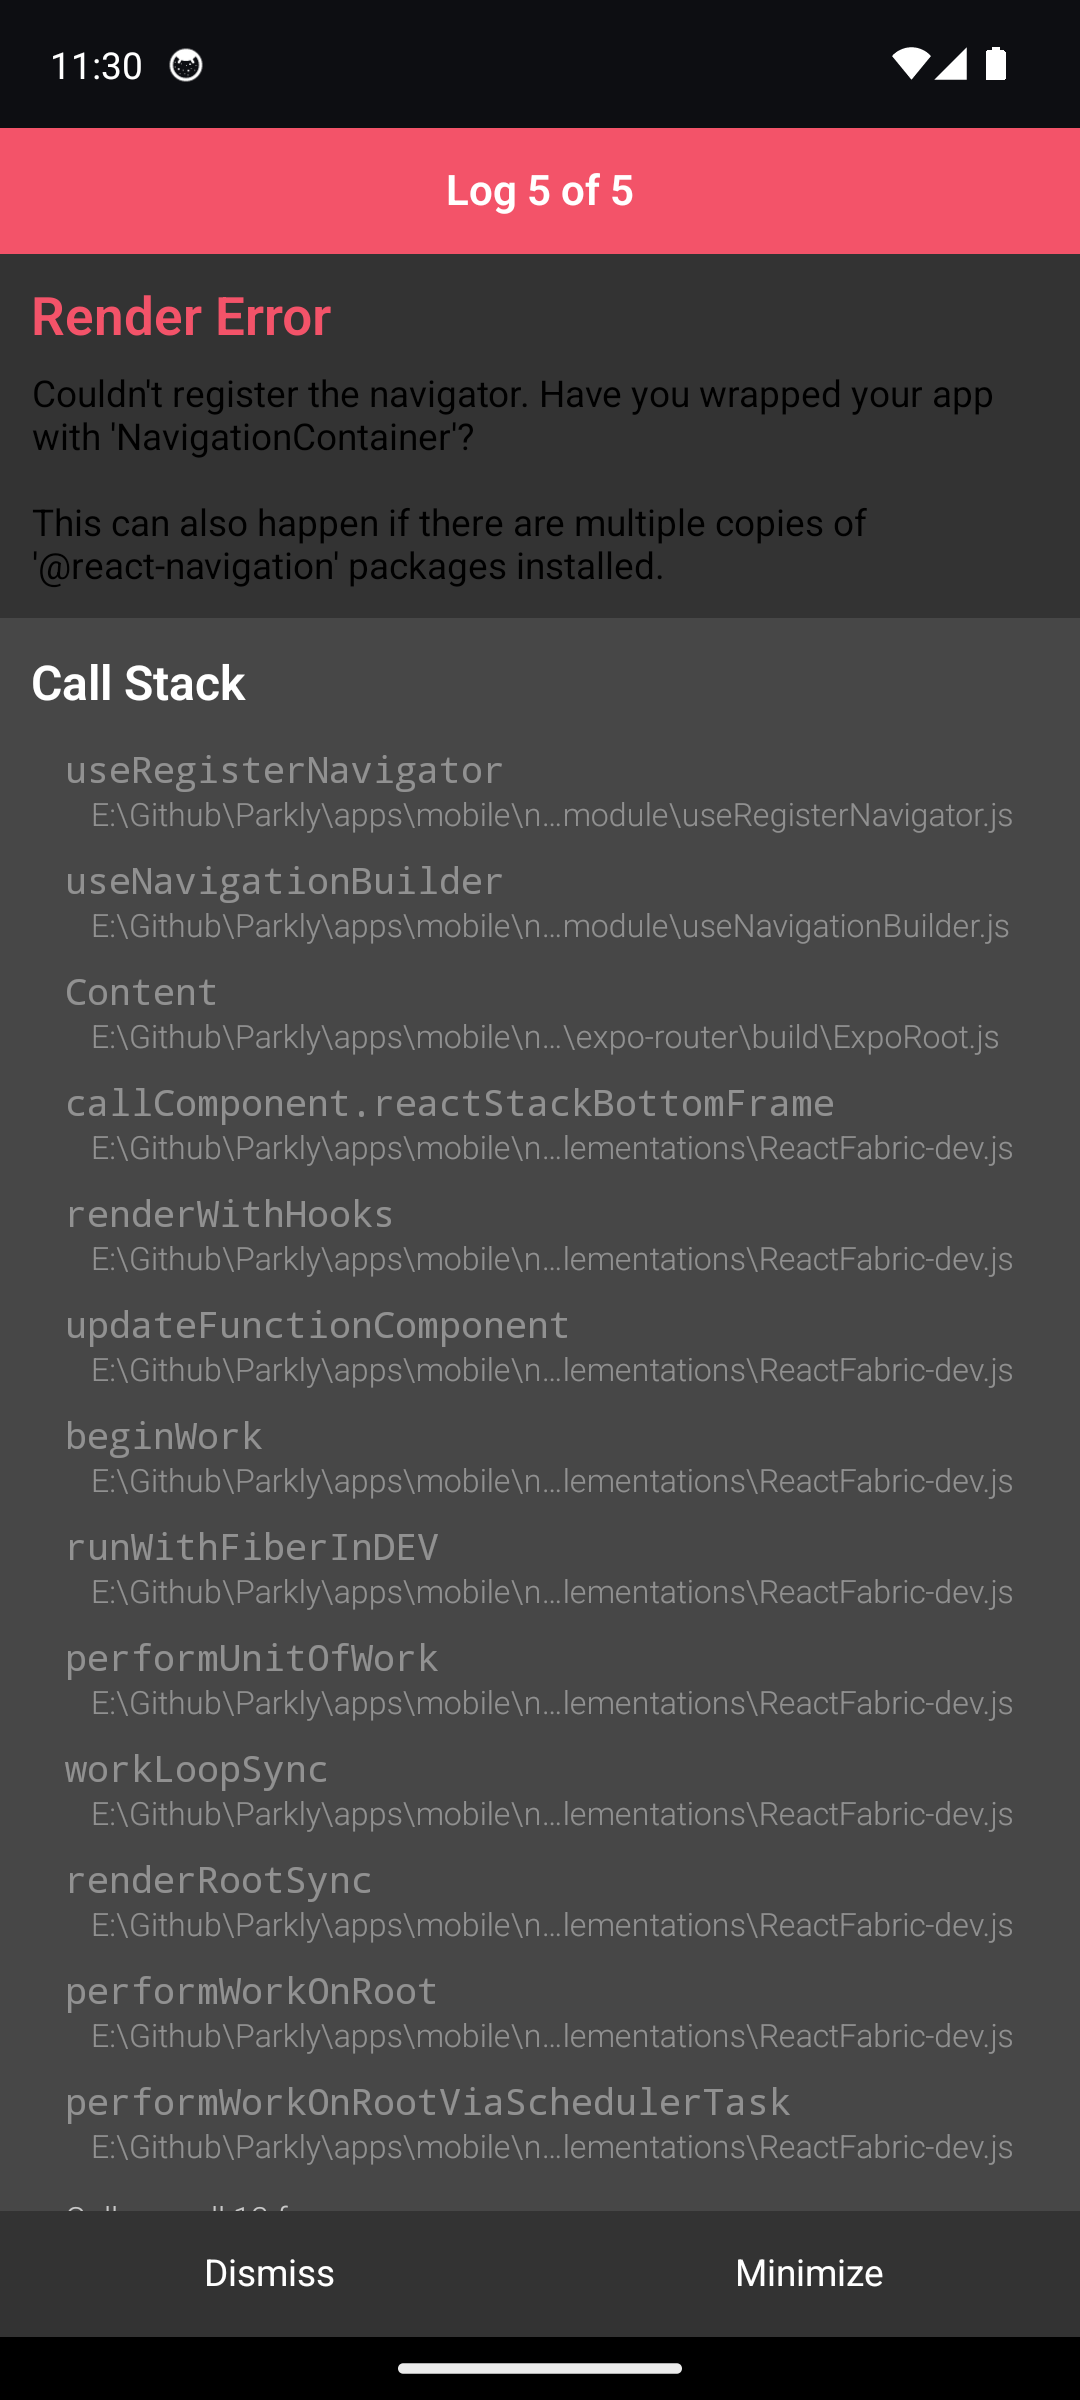 11:30
Log 5 of 5
Render Error
Couldn't register the navigator. Have you wrapped your app
with 'NavigationContainer'?
This can also happen if there are multiple copies of
'@react-navigation' packages installed.
Call Stack
useRegisterNavigator
E:\Github\Parkly\apps\mobile\n…module\useRegisterNavigator.js
useNavigationBuilder
E:\Github\Parkly\apps\mobile\n…module\useNavigationBuilder.js
Content
E:\Github\Parkly\apps\mobile\n…\expo-router\build\ExpoRoot.js
callComponent.reactStackBottomFrame
E:\Github\Parkly\apps\mobile\n…lementations\ReactFabric-dev.js
renderWithHooks
E:\Github\Parkly\apps\mobile\n…lementations\ReactFabric-dev.js
updateFunctionComponent
E:\Github\Parkly\apps\mobile\n…lementations\ReactFabric-dev.js
beginWork
E:\Github\Parkly\apps\mobile\n…lementations\ReactFabric-dev.js
runWithFiberInDEV
E:\Github\Parkly\apps\mobile\n…lementations\ReactFabric-dev.js
performUnitOfWork
E:\Github\Parkly\apps\mobile\n…lementations\ReactFabric-dev.js
workLoopSync
E:\Github\Parkly\apps\mobile\n…lementations\ReactFabric-dev.js
renderRootSync
E:\Github\Parkly\apps\mobile\n…lementations\ReactFabric-dev.js
performWorkOnRoot
E:\Github\Parkly\apps\mobile\n…lementations\ReactFabric-dev.js
performWorkOnRootViaSchedulerTask
E:\Github\Parkly\apps\mobile\n…lementations\ReactFabric-dev.js
Dismiss
Minimize